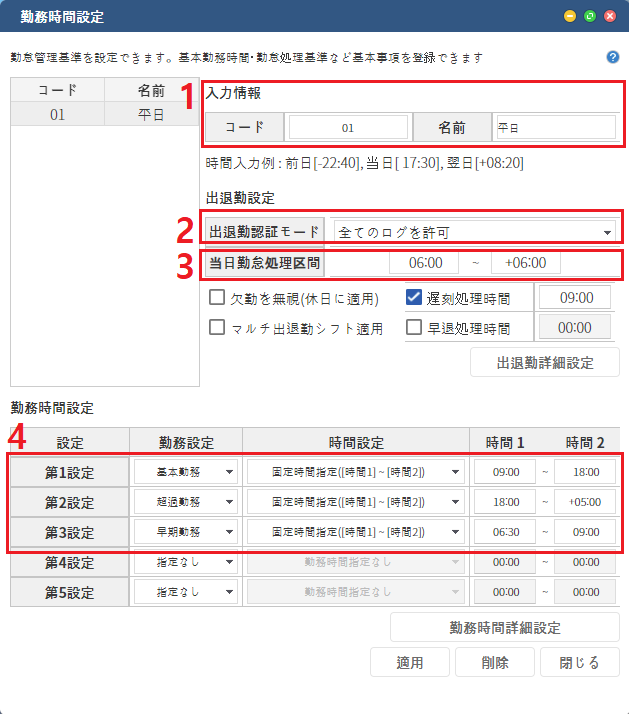 勤務時間設定
勤怠管理基準を設定できます。基本勤務時間･勤怠処理基準など基本事項を登録できます
?
コード 名前
01 平日
1
入力情報
コード 01 名前 平日
時間入力例 : 前日[-22:40], 当日[ 17:30], 翌日[+08:20]
出退勤設定
2
出退勤認証モード 全てのログを許可
3
当日勤怠処理区間 06:00 ~ +06:00
欠勤を無視(休日に適用) 遅刻処理時間 09:00
マルチ出退勤シフト適用 早退処理時間 00:00
出退勤詳細設定
勤務時間設定
4
設定 勤務設定 時間設定 時間 1 時間 2
第1設定 基本勤務 固定時間指定([時間1] ~ [時間2]) 09:00 ~ 18:00
第2設定 超過勤務 固定時間指定([時間1] ~ [時間2]) 18:00 ~ +05:00
第3設定 早期勤務 固定時間指定([時間1] ~ [時間2]) 06:30 ~ 09:00
第4設定 指定なし 勤務時間指定なし 00:00 ~ 00:00
第5設定 指定なし 勤務時間指定なし 00:00 ~ 00:00
勤務時間詳細設定
適用 削除 閉じる